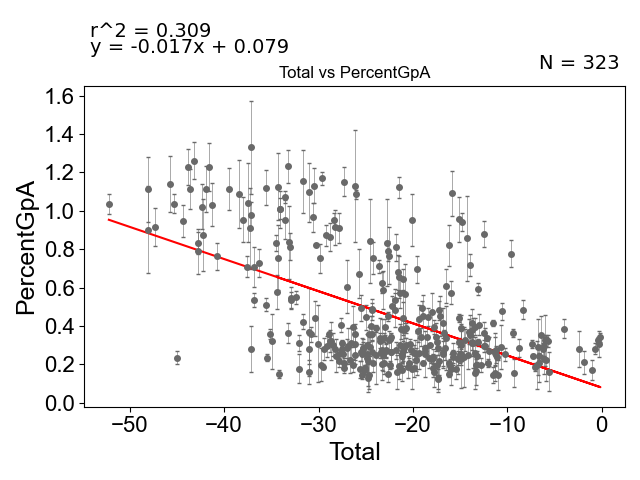 r^2 = 0.309
y = -0.017x + 0.079
N = 323
Total vs PercentGpA
1.6
1.4
1.2
1.0
0.8
0.6
0.4
0.2
0.0
PercentGpA
−50 −40 −30 −20 −10 0
Total